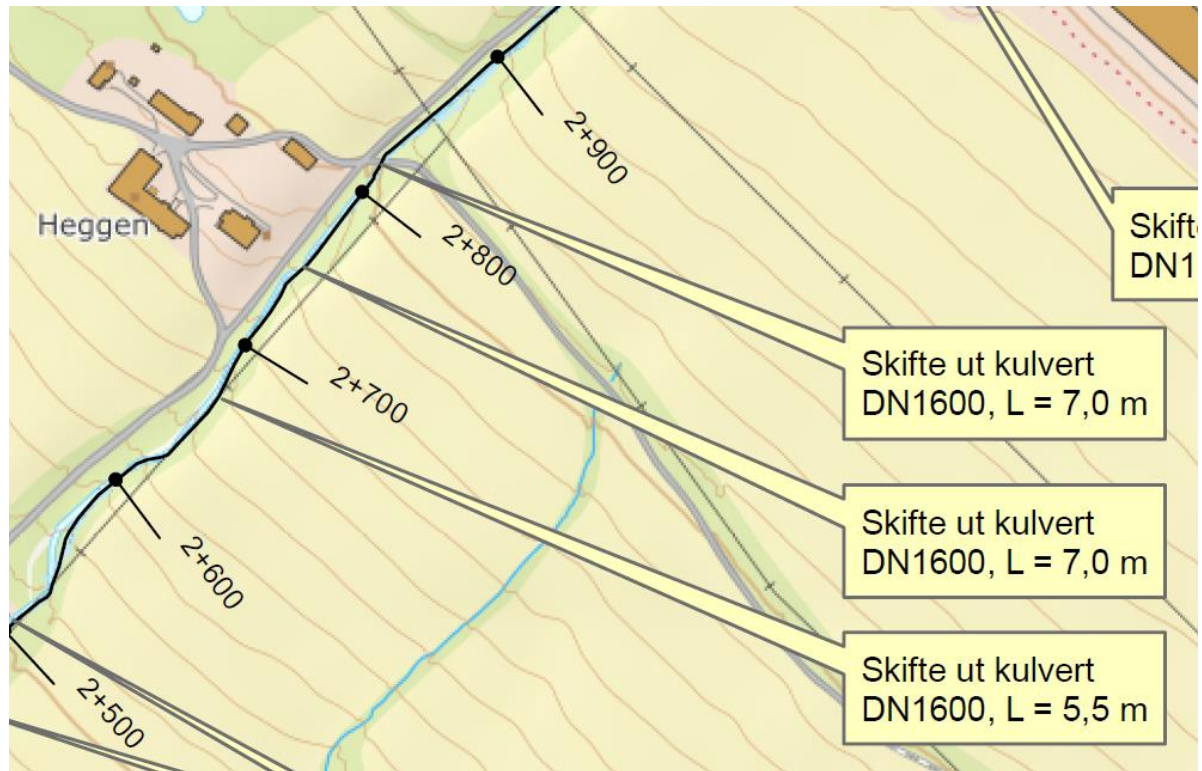 2+900
Heggen
2+800
Skifte ut kulvert
DN1600, L = 7,0 m
2+700
Skifte ut kulvert
DN1600, L = 7,0 m
2+600
Skifte ut kulvert
DN1600, L = 5,5 m
2+500